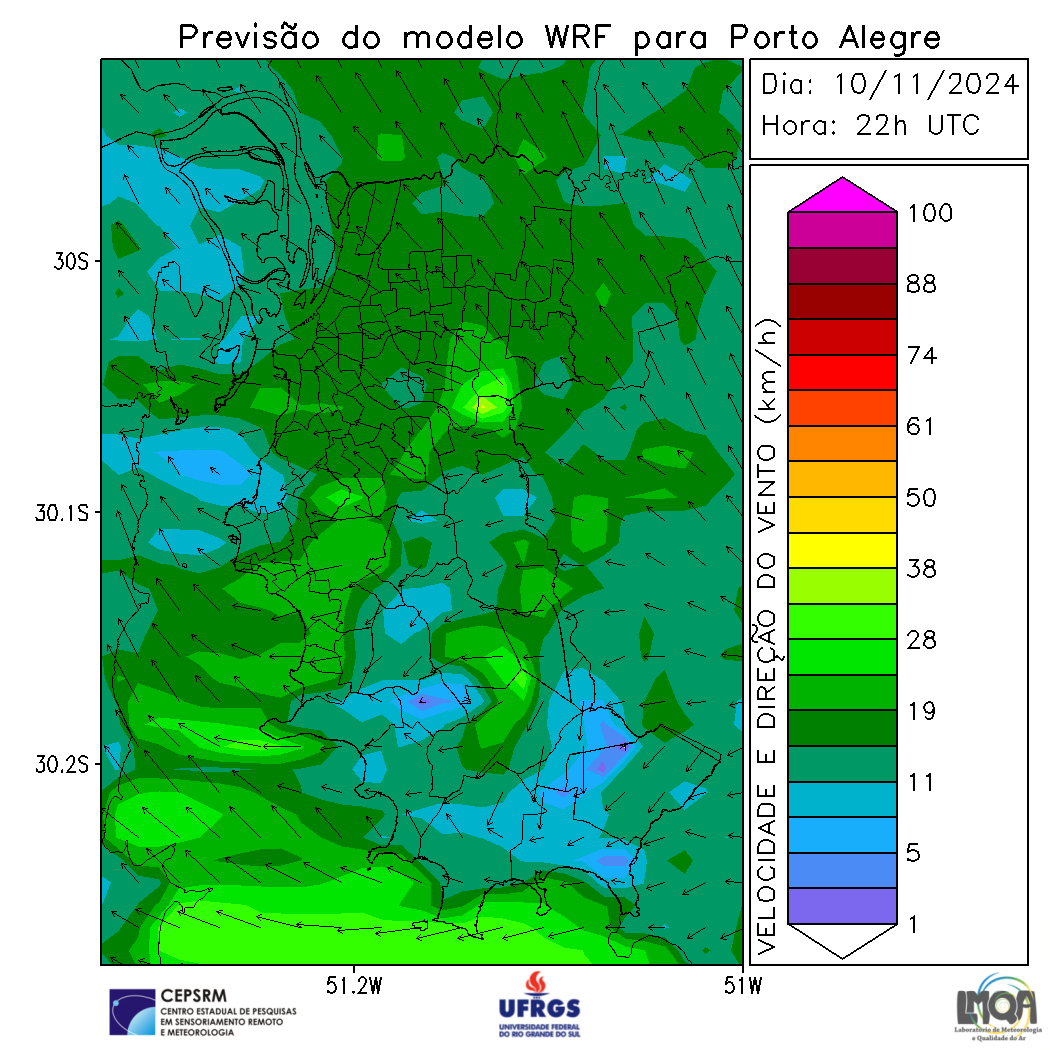 Previsão do modelo WRF para Porto Alegre
Dia: 10/11/2024
Hora: 22h UTC
30S
30.1S
30.2S
51.2W
51W
VELOCIDADE E DIREÇÃO DO VENTO (km/h)
100
88
74
61
50
38
28
19
11
5
1
CEPSRM
CENTRO ESTADUAL DE PESQUISAS
EM SENSORIAMENTO REMOTO
E METEOROLOGIA
UFRGS
UNIVERSIDADE FEDERAL
DO RIO GRANDE DO SUL
LMQA
Laboratório de Meteorologia
e Qualidade do Ar